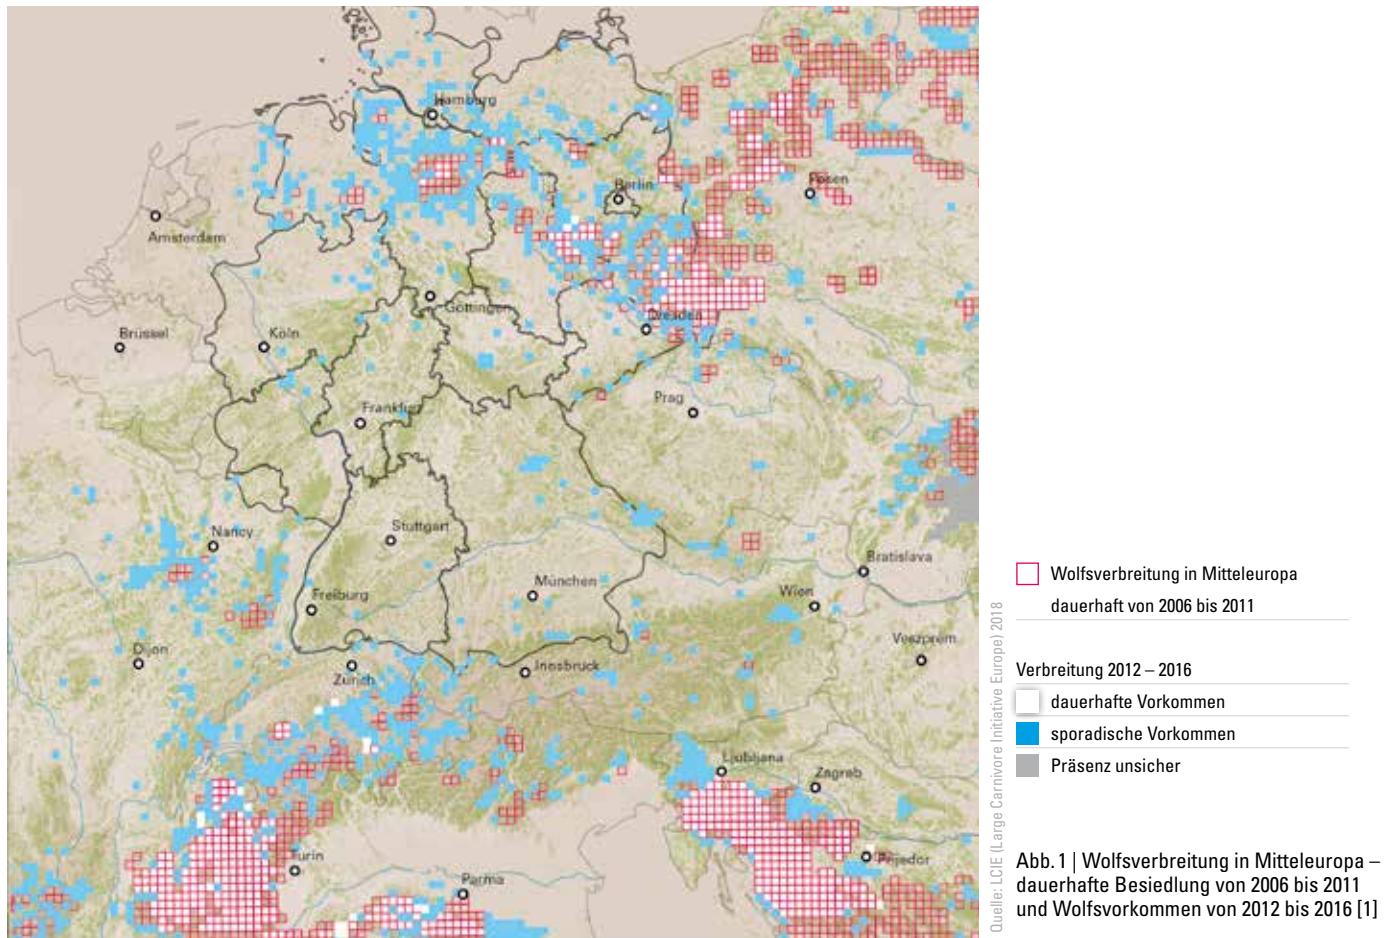 Hamburg
Berlin
Posen
Amsterdam
Göttingen
Dresden
Brüssel
Köln
Prag
Frankfurt
Nancy
Stuttgart
Bratislava
München
Wien
Freiburg
Veszprém
Dijon
Innsbruck
Zürich
Ljubljana
Zagreb
Turin
Prijedor
Parma
Quelle: LCIE (Large Carnivore Initiative Europe) 2018
Wolfsverbreitung in Mitteleuropa
dauerhaft von 2006 bis 2011
Verbreitung 2012 – 2016
dauerhafte Vorkommen
sporadische Vorkommen
Präsenz unsicher
Abb. 1 | Wolfsverbreitung in Mitteleuropa –
dauerhafte Besiedlung von 2006 bis 2011
und Wolfsvorkommen von 2012 bis 2016 [1]